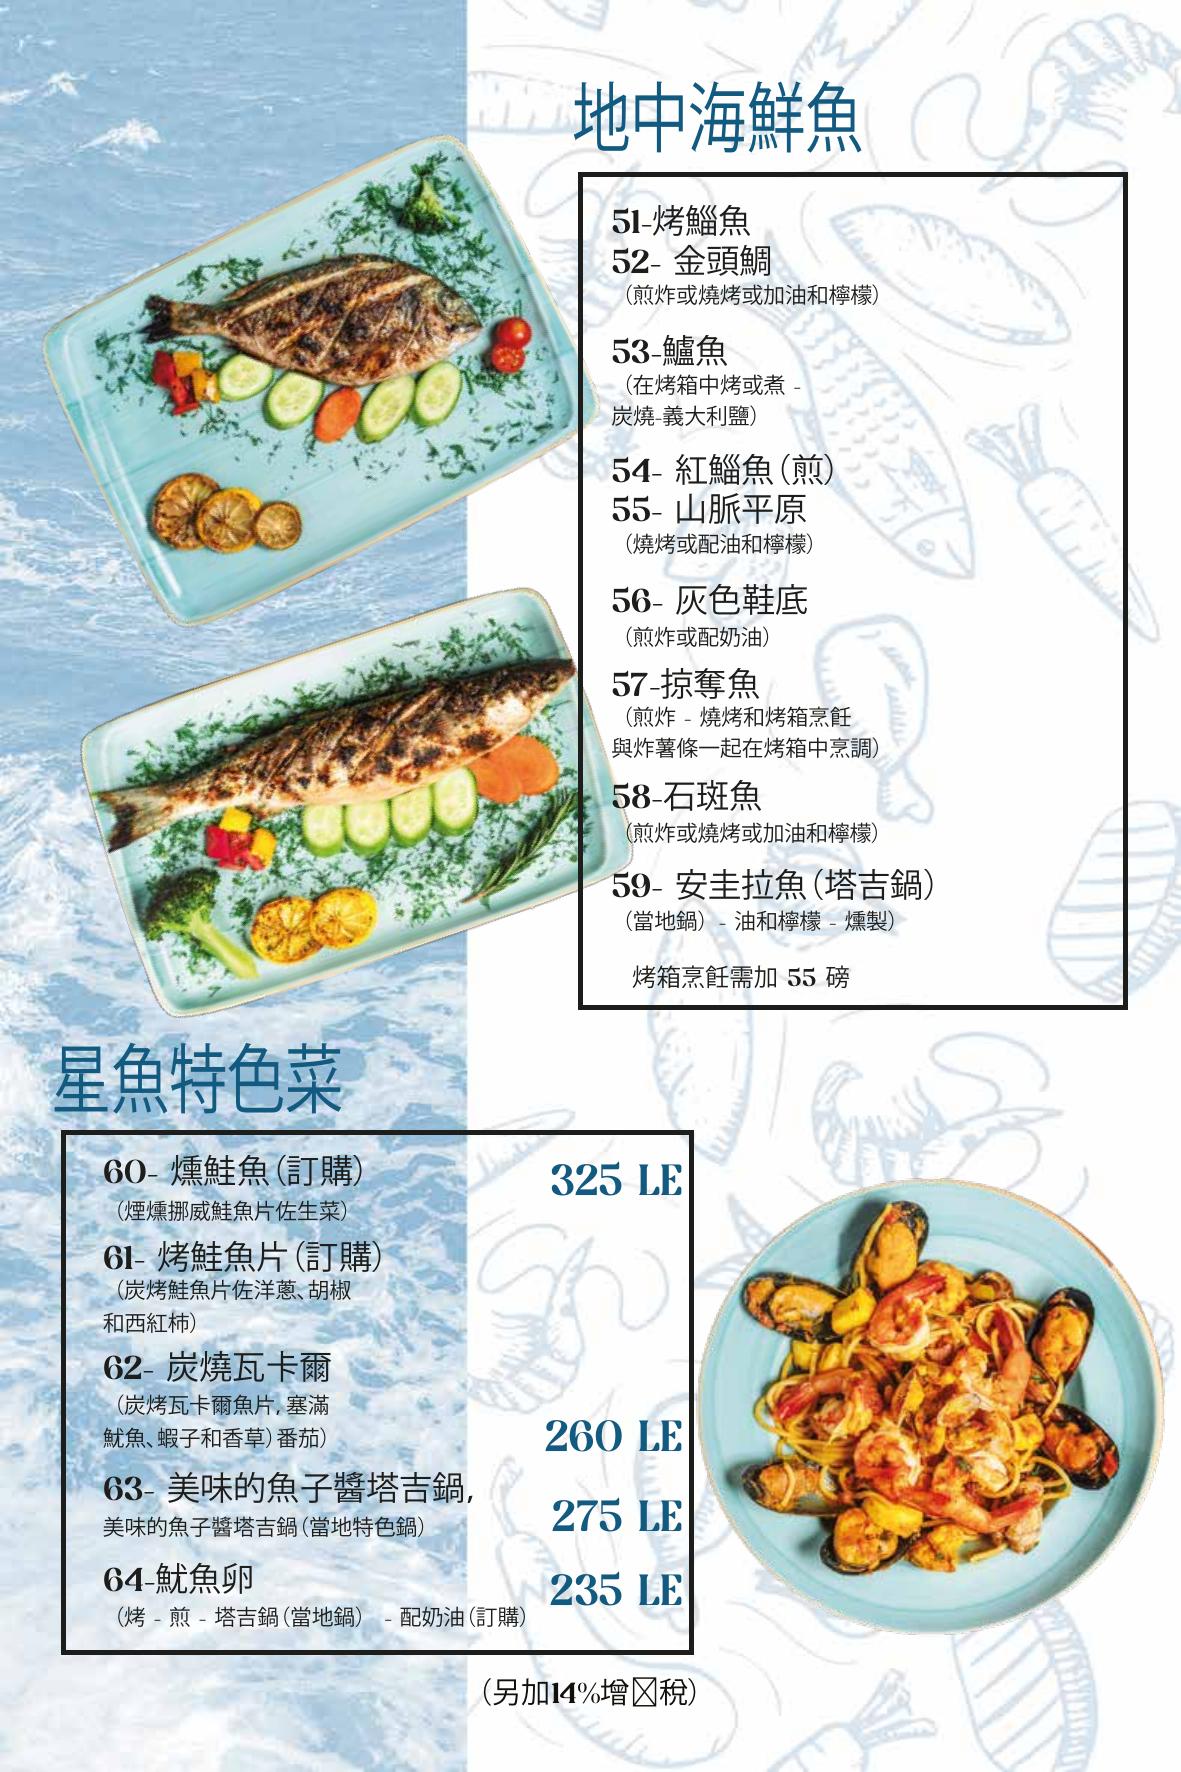 地中海鮮魚
51-烤鯔魚
52- 金頭鯛
（煎炸或燒烤或加油和檸檬）
53-鱸魚
（在烤箱中烤或煮 -
炭燒-義大利鹽）
54- 紅鯔魚（煎）
55- 山脈平原
（燒烤或配油和檸檬）
56- 灰色鞋底
（煎炸或配奶油）
57-掠奪魚
（煎炸 - 燒烤和烤箱烹飪
與炸薯條一起在烤箱中烹調）
58-石斑魚
（煎炸或燒烤或加油和檸檬）
59- 安圭拉魚（塔吉鍋）
（當地鍋） - 油和檸檬 - 燻製）
烤箱烹飪需加 55 磅
星魚特色菜
60- 燻鮭魚（訂購） 325 LE
（煙燻挪威鮭魚片佐生菜）
61- 烤鮭魚片（訂購）
（炭烤鮭魚片佐洋蔥、胡椒
和西紅柿）
62- 炭燒瓦卡爾
（炭烤瓦卡爾魚片, 塞滿
魷魚、蝦子和香草）番茄） 260 LE
63- 美味的魚子醬塔吉鍋,
美味的魚子醬塔吉鍋（當地特色鍋） 275 LE
64-魷魚卵 235 LE
（烤 - 煎 - 塔吉鍋（當地鍋） - 配奶油（訂購）
（另加14%增☒稅）